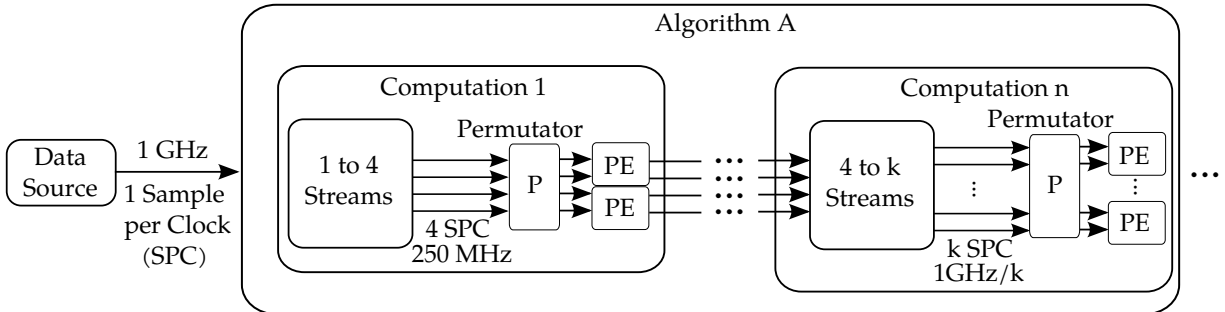 Algorithm A
Data
Source
1 GHz
1 Sample
per Clock
(SPC)
Computation 1
1 to 4
Streams
Permutator
P
PE
PE
4 SPC
250 MHz
...
...
...
...
Computation n
4 to k
Streams
Permutator
P
PE
...
PE
...
k SPC
1GHz/k
...